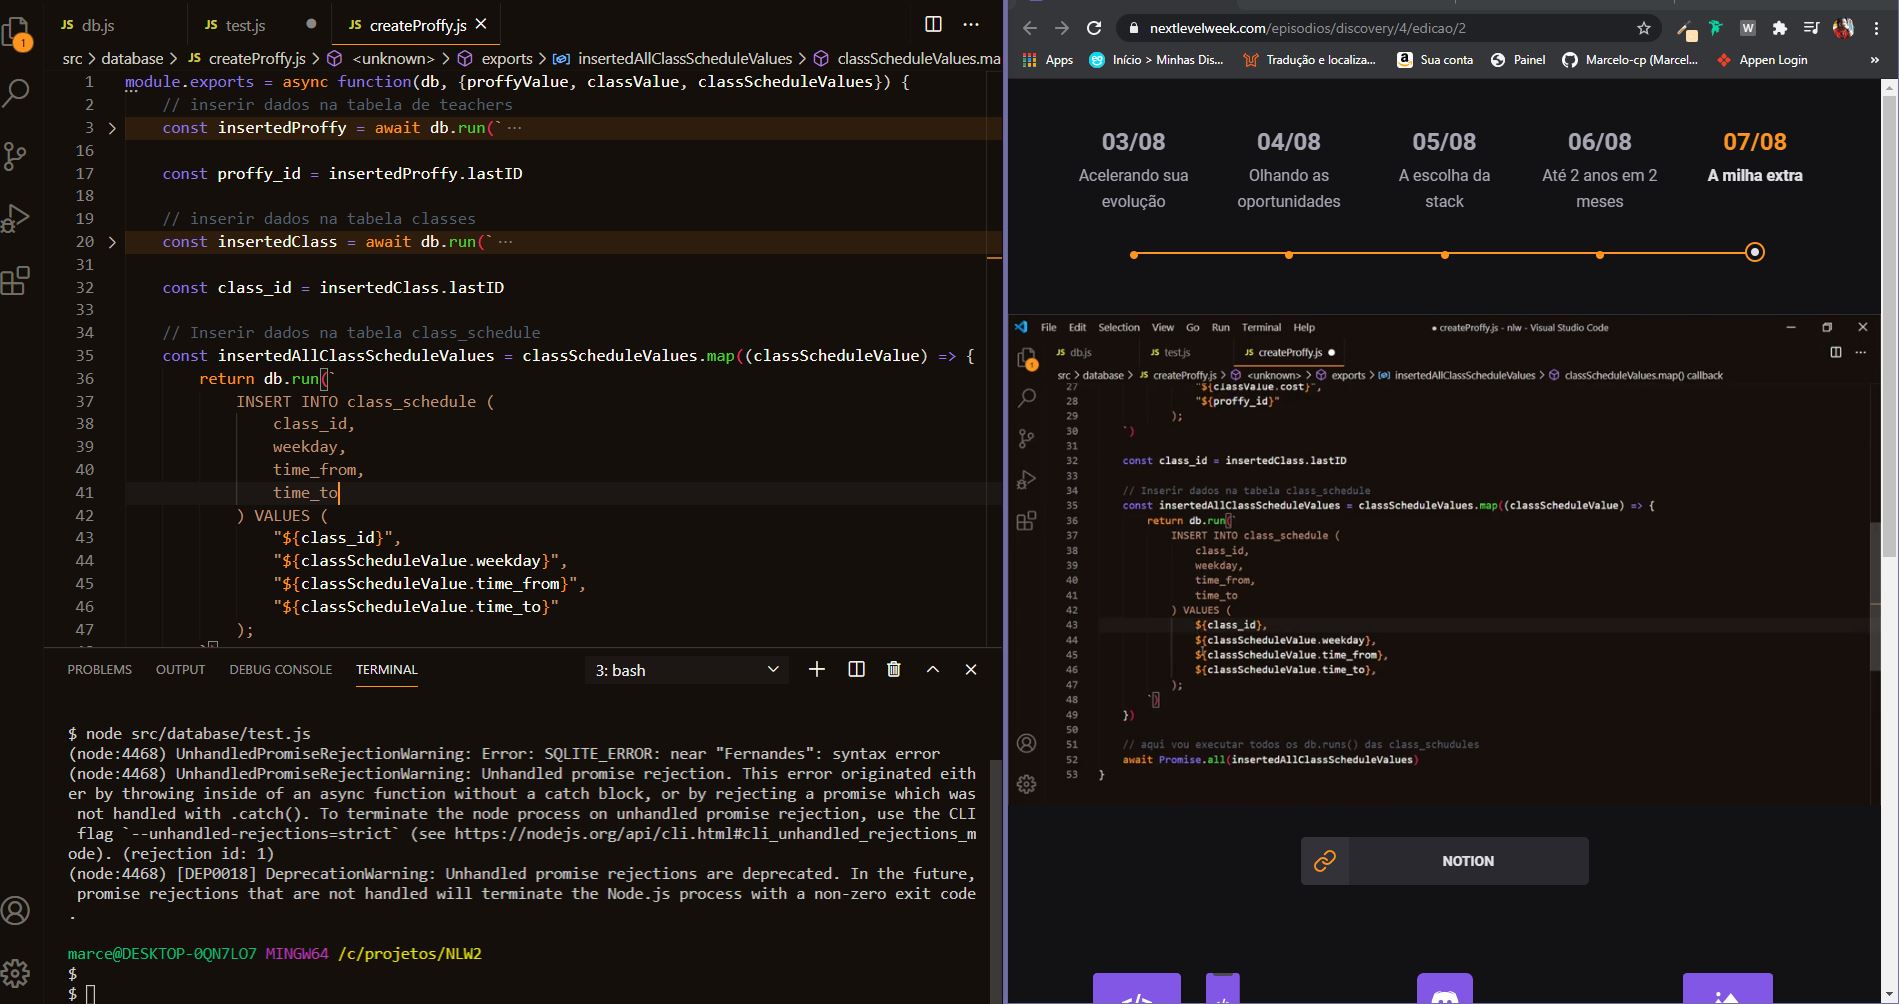 JS db.js
JS test.js
JS createProffy.js
src > database > JS createProffy.js > <unknown> > exports > insertedAllClassScheduleValues > classScheduleValues.ma
1 module.exports = async function(db, {proffyValue, classValue, classScheduleValues}) {
2 // inserir dados na tabela de teachers
3 const insertedProffy = await db.run(` ...
16
17 const proffy_id = insertedProffy.lastID
18
19 // inserir dados na tabela classes
20 const insertedClass = await db.run(` ...
31
32 const class_id = insertedClass.lastID
33
34 // Inserir dados na tabela class_schedule
35 const insertedAllClassScheduleValues = classScheduleValues.map((classScheduleValue) => {
36 return db.run(`
37 INSERT INTO class_schedule (
38 class_id,
39 weekday,
40 time_from,
41 time_to
42 ) VALUES (
43 "${class_id}",
44 "${classScheduleValue.weekday}",
45 "${classScheduleValue.time_from}",
46 "${classScheduleValue.time_to}"
47 );
PROBLEMS OUTPUT DEBUG CONSOLE TERMINAL 3: bash
$ node src/database/test.js
(node:4468) UnhandledPromiseRejectionWarning: Error: SQLITE_ERROR: near "Fernandes": syntax error
(node:4468) UnhandledPromiseRejectionWarning: Unhandled promise rejection. This error originated eith
er by throwing inside of an async function without a catch block, or by rejecting a promise which was
not handled with .catch(). To terminate the node process on unhandled promise rejection, use the CLI
flag `--unhandled-rejections=strict` (see https://nodejs.org/api/cli.html#cli_unhandled_rejections_m
ode). (rejection id: 1)
(node:4468) [DEP0018] DeprecationWarning: Unhandled promise rejections are deprecated. In the future,
promise rejections that are not handled will terminate the Node.js process with a non-zero exit code
.
marce@DESKTOP-0QN7LO7 MINGW64 /c/projetos/NLW2
$
$
1
nextlevelweek.com/episodios/discovery/4/edicao/2
Apps Início > Minhas Dis... Tradução e localiza... Sua conta Painel Marcelo-cp (Marcel... Appen Login »
03/08
Acelerando sua
evolução
04/08
Olhando as
oportunidades
05/08
A escolha da
stack
06/08
Até 2 anos em 2
meses
07/08
A milha extra
File Edit Selection View Go Run Terminal Help ● createProffy.js - nlw - Visual Studio Code
JS db.js JS test.js JS createProffy.js ●
src > database > JS createProffy.js > <unknown> > exports > insertedAllClassScheduleValues > classScheduleValues.map() callback
27 "${classValue.cost}",
28 "${proffy_id}"
29 );
30 `)
31
32 const class_id = insertedClass.lastID
33
34 // Inserir dados na tabela class_schedule
35 const insertedAllClassScheduleValues = classScheduleValues.map((classScheduleValue) => {
36 return db.run(`
37 INSERT INTO class_schedule (
38 class_id,
39 weekday,
40 time_from,
41 time_to
42 ) VALUES (
43 ${class_id},
44 ${classScheduleValue.weekday},
45 ${classScheduleValue.time_from},
46 ${classScheduleValue.time_to},
47 );
48 `)
49 })
50
51 // aqui vou executar todos os db.runs() das class_schudules
52 await Promise.all(insertedAllClassScheduleValues)
53 }
1
NOTION